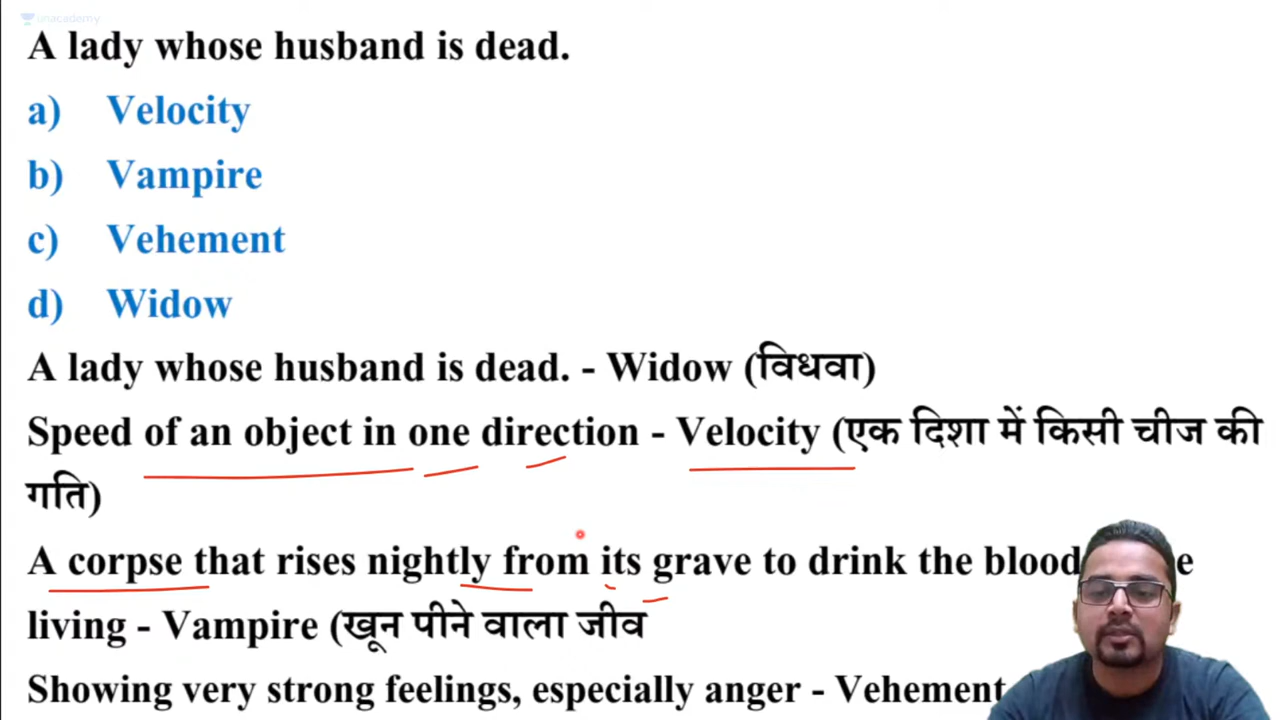 unacademy
A lady whose husband is dead.
a) Velocity
b) Vampire
c) Vehement
d) Widow
A lady whose husband is dead. - Widow (विधवा)
Speed of an object in one direction - Velocity (एक दिशा में किसी चीज की
गति)
A corpse that rises nightly from its grave to drink the blood
living - Vampire (खून पीने वाला जीव
Showing very strong feelings, especially anger - Vehement